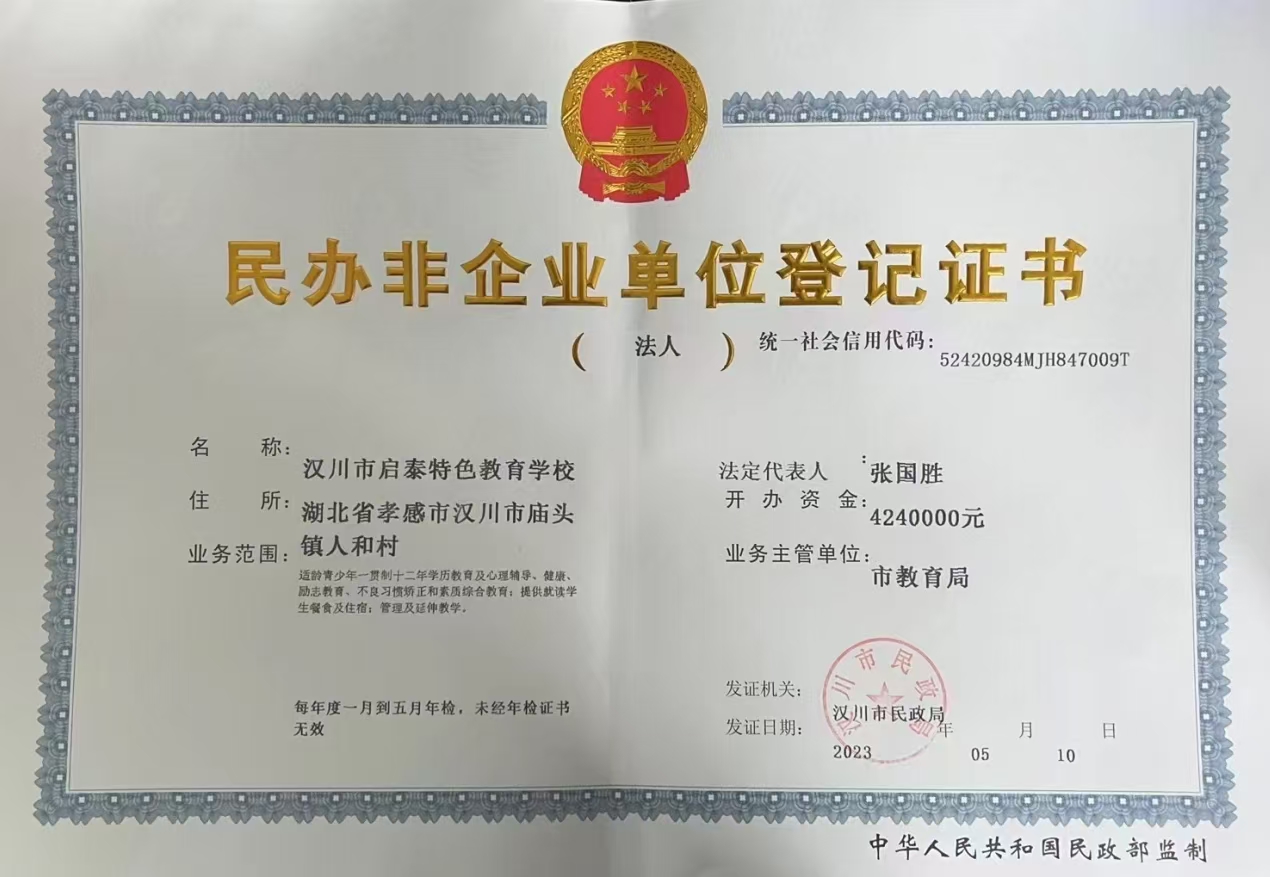 民办非企业单位登记证书
（ 法人 ） 统一社会信用代码：
52420984MJH847009T
名 称：
汉川市启泰特色教育学校
住 所：
湖北省孝感市汉川市庙头
镇人和村
业务范围：
适龄青少年一贯制十二年学历教育及心理辅导、健康、
励志教育、不良习惯矫正和素质综合教育；提供就读学
生餐食及住宿；管理及延伸教学。
每年度一月到五月年检，未经年检证书
无效
法定代表人：
张国胜
开办资金：
4240000元
业务主管单位：
市教育局
发证机关：
汉川市民政局
发证日期：
2023 年 05 月 10 日
汉川市民政局
中华人民共和国民政部监制